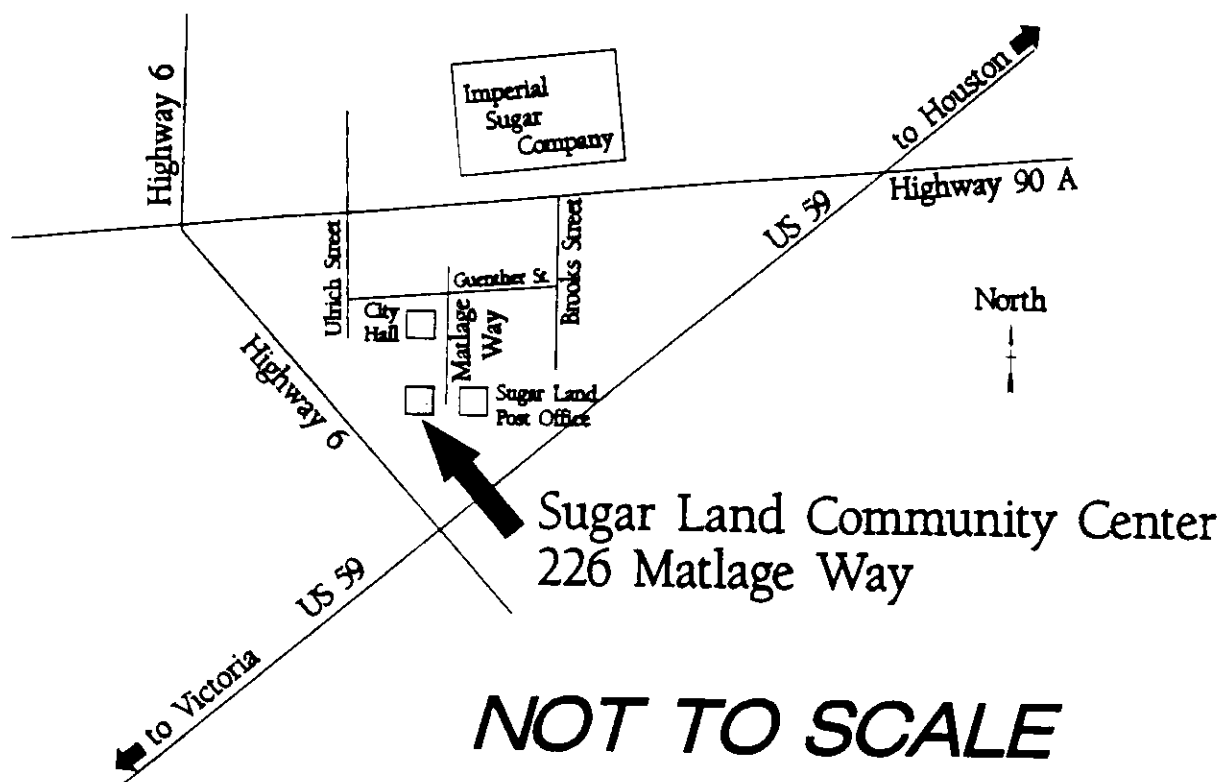 Highway 6
Imperial
Sugar
Company
to Houston
Highway 90 A
US 59
Ulrich Street
Brooks Street
Guenther St.
City
Hall
Matlage
Way
North
Highway 6
Sugar Land
Post Office
Sugar Land Community Center
226 Matlage Way
US 59
to Victoria
NOT TO SCALE